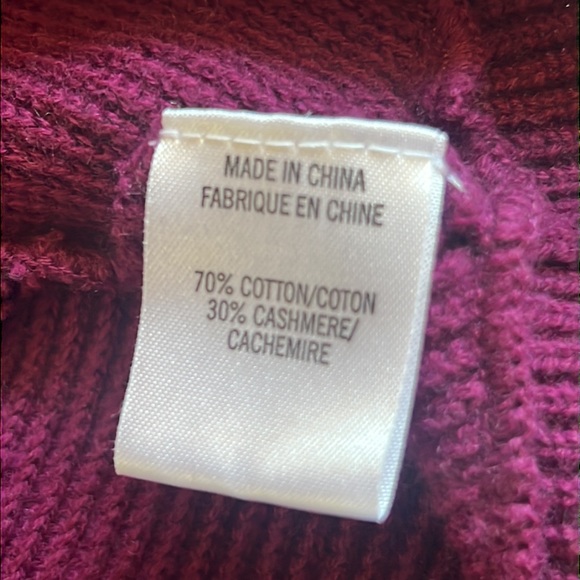 MADE IN CHINA
FABRIQUE EN CHINE
70% COTTON/COTON
30% CASHMERE/
CACHEMIRE